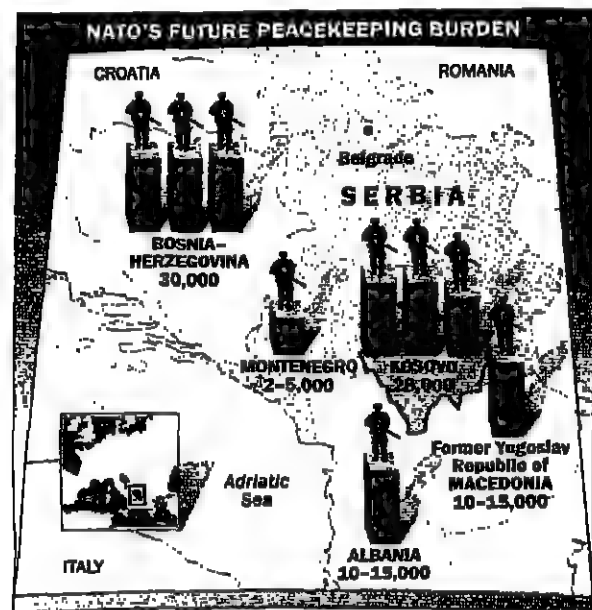 NATO'S FUTURE PEACEKEEPING BURDEN
CROATIA
ROMANIA
Belgrade
SERBIA
BOSNIA–
HERZEGOVINA
30,000
MONTENEGRO
2–5,000
KOSOVO
28,000
Former Yugoslav
Republic of
MACEDONIA
10–15,000
Adriatic
Sea
ITALY
ALBANIA
10–15,000